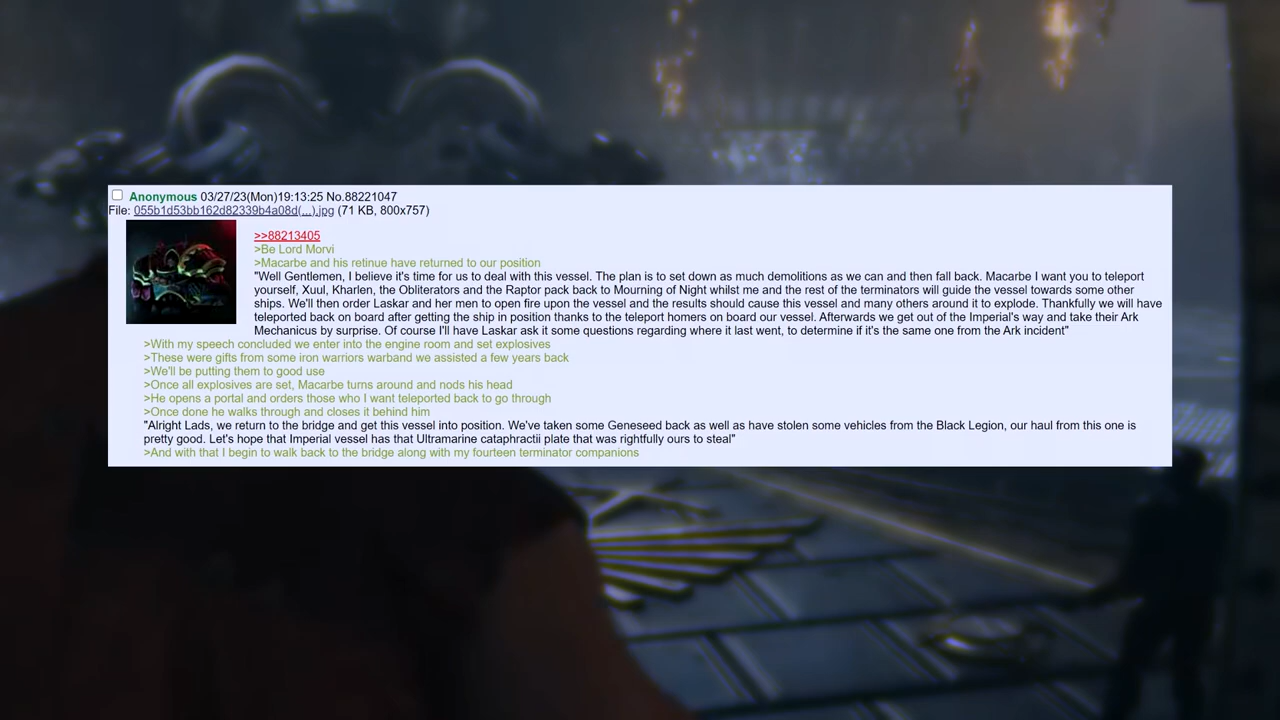 Anonymous 03/27/23(Mon)19:13:25 No.88221047
File: 055b1d53bb162d82339b4a08d(...).jpg (71 KB, 800x757)
>>88213405
>Be Lord Morvi
>Macarbe and his retinue have returned to our position
"Well Gentlemen, I believe it's time for us to deal with this vessel. The plan is to set down as much demolitions as we can and then fall back. Macarbe I want you to teleport
yourself, Xuul, Kharlen, the Obliterators and the Raptor pack back to Mourning of Night whilst me and the rest of the terminators will guide the vessel towards some other
ships. We'll then order Laskar and her men to open fire upon the vessel and the results should cause this vessel and many others around it to explode. Thankfully we will have
teleported back on board after getting the ship in position thanks to the teleport homers on board our vessel. Afterwards we get out of the Imperial's way and take their Ark
Mechanicus by surprise. Of course I'll have Laskar ask it some questions regarding where it last went, to determine if it's the same one from the Ark incident"
>With my speech concluded we enter into the engine room and set explosives
>These were gifts from some iron warriors warband we assisted a few years back
>We'll be putting them to good use
>Once all explosives are set, Macarbe turns around and nods his head
>He opens a portal and orders those who I want teleported back to go through
>Once done he walks through and closes it behind him
"Alright Lads, we return to the bridge and get this vessel into position. We've taken some Geneseed back as well as have stolen some vehicles from the Black Legion, our haul from this one is
pretty good. Let's hope that Imperial vessel has that Ultramarine cataphractii plate that was rightfully ours to steal"
>And with that I begin to walk back to the bridge along with my fourteen terminator companions